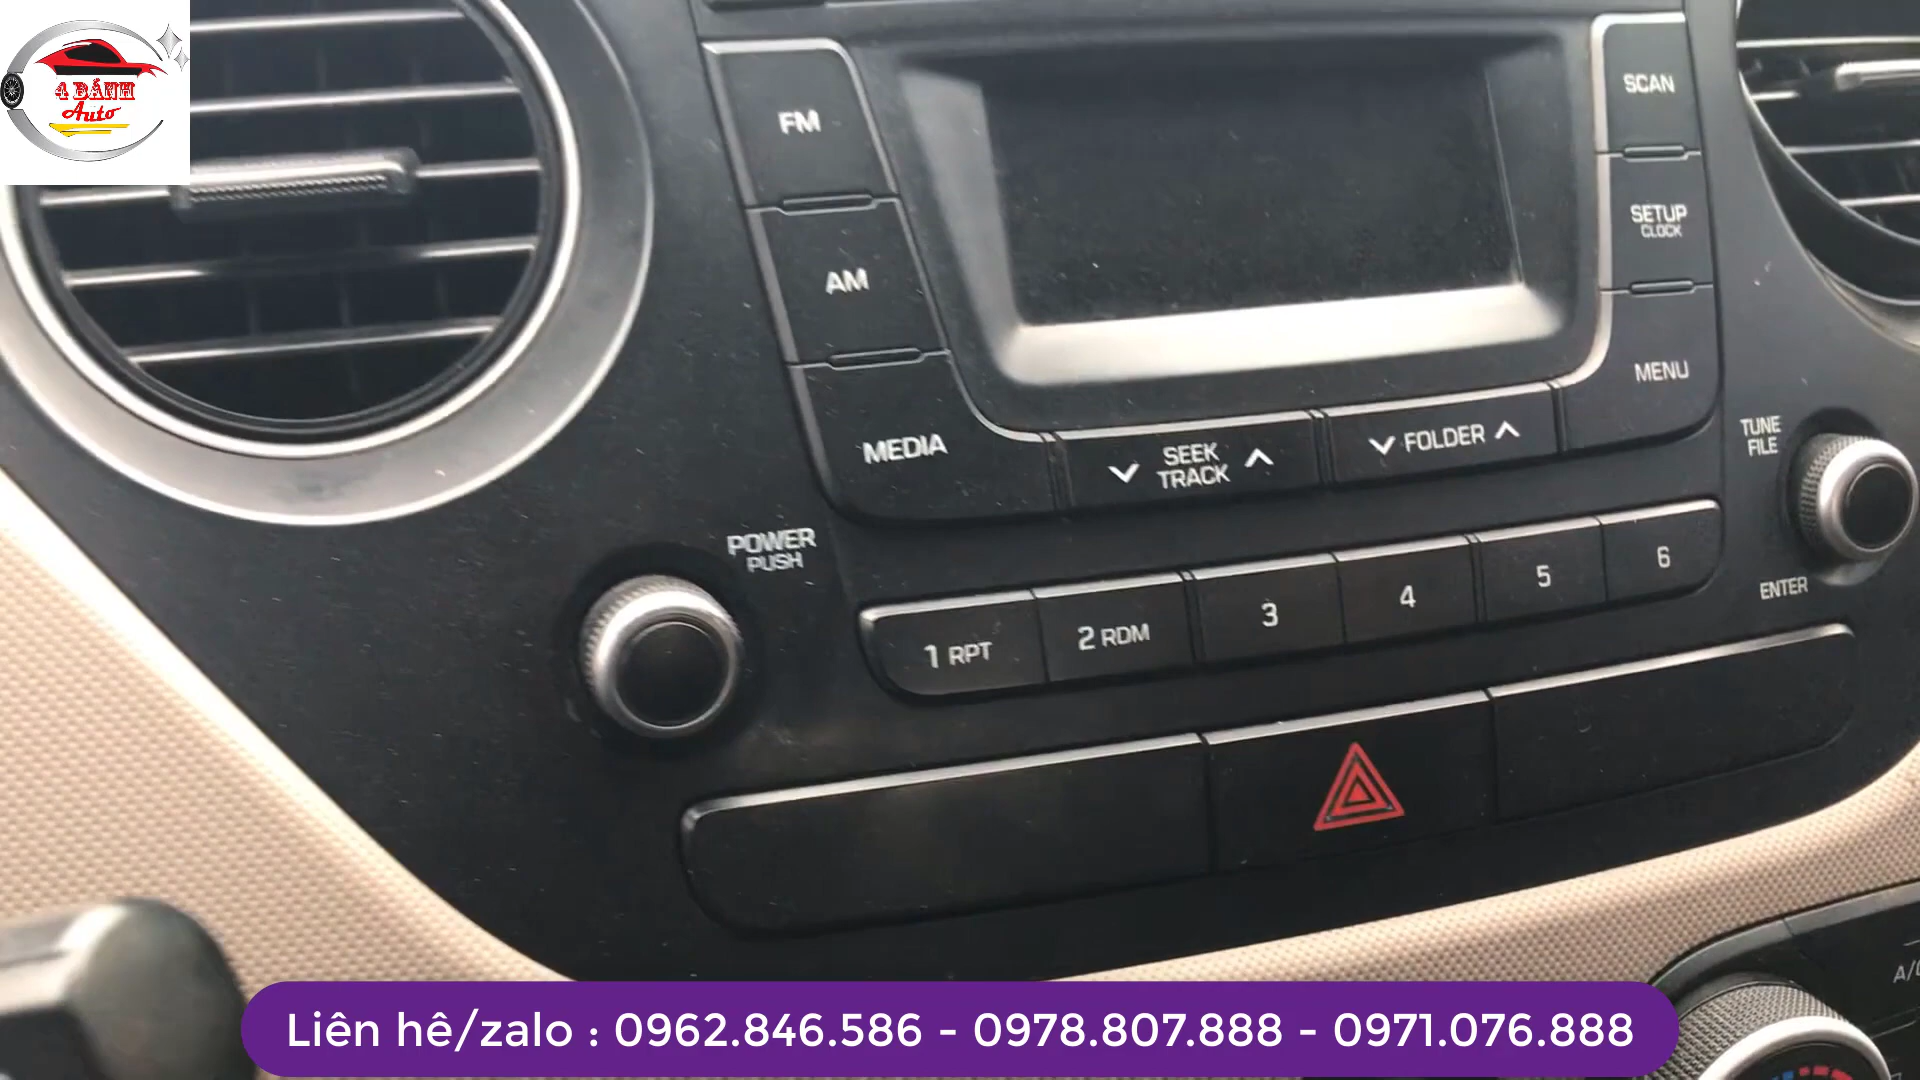 4 BÁNH
Auto
FM
AM
MEDIA
SCAN
SETUP
CLOCK
MENU
SEEK
TRACK
FOLDER
TUNE
FILE
ENTER
POWER
PUSH
1 RPT
2 RDM
3
4
5
6
Liên hê/zalo : 0962.846.586 - 0978.807.888 - 0971.076.888